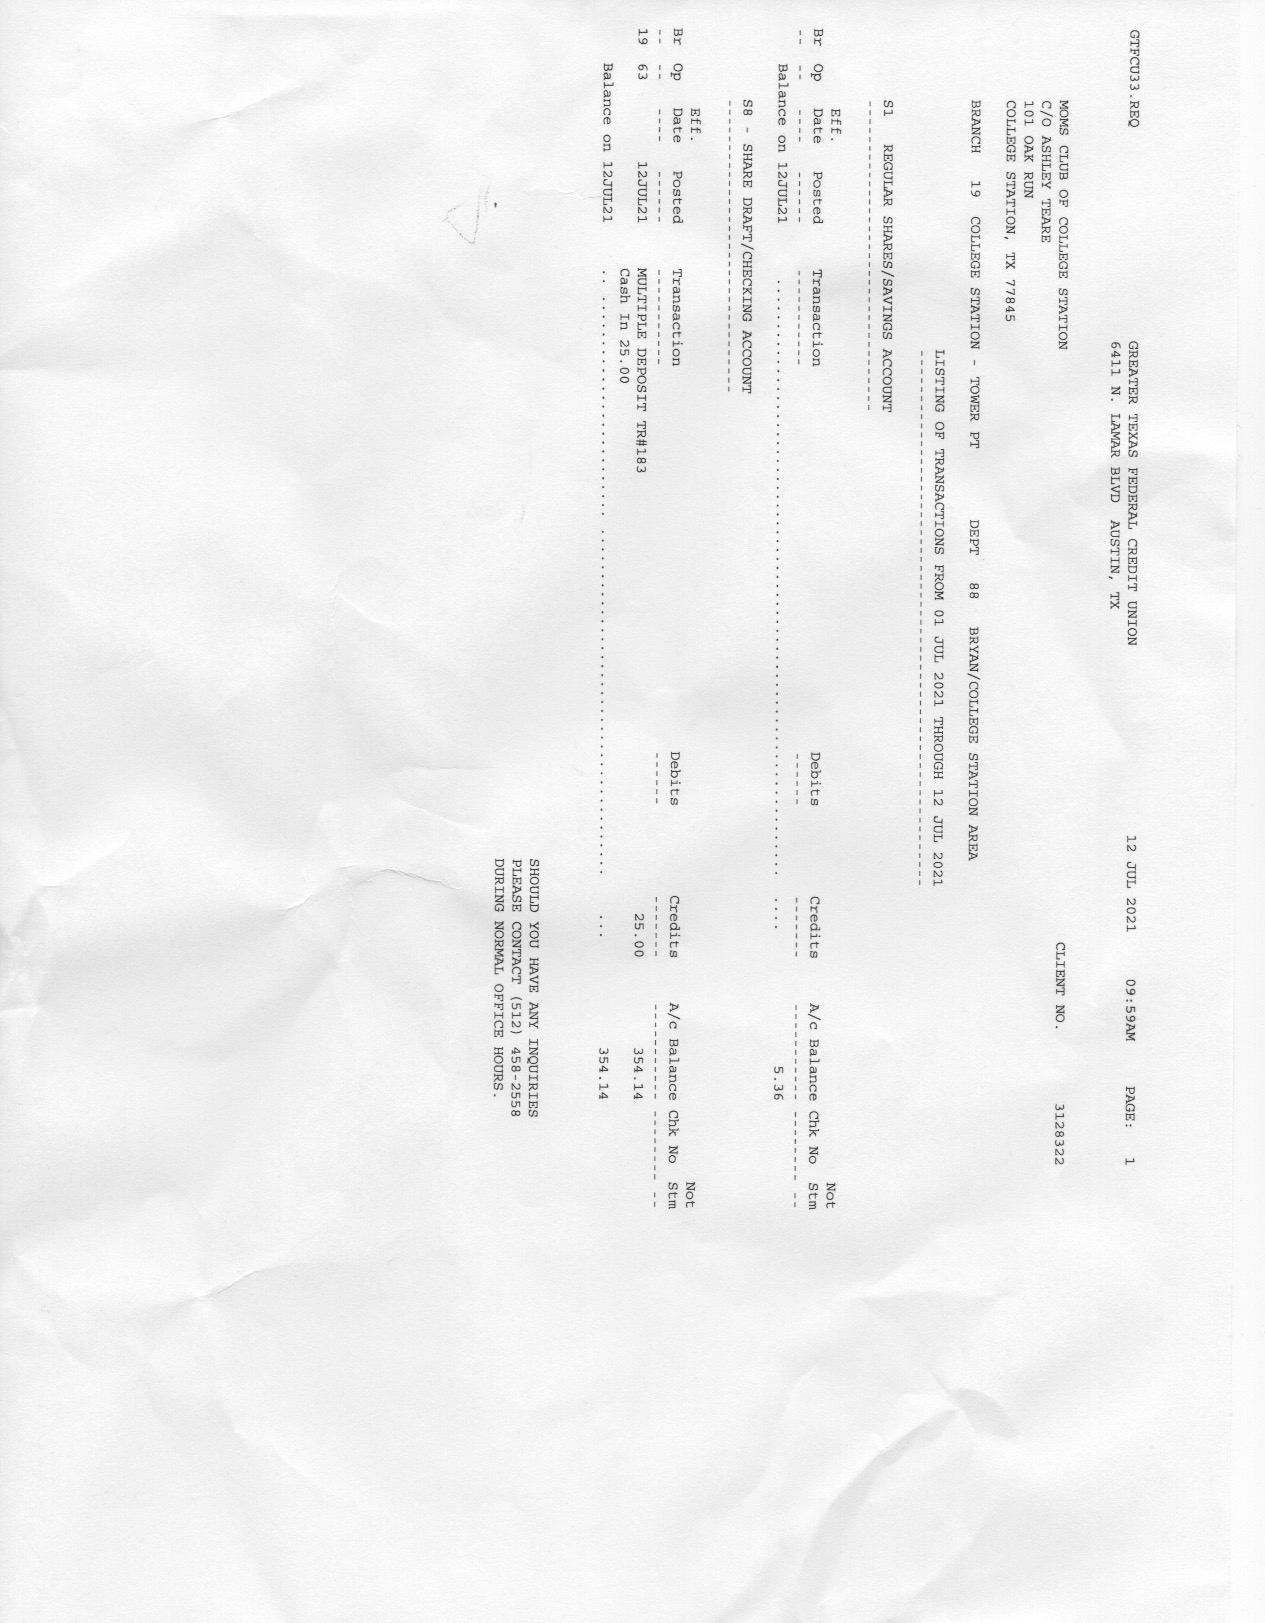 GTFCU33.REQ GREATER TEXAS FEDERAL CREDIT UNION 12 JUL 2021 09:59AM PAGE: 1
6411 N. LAMAR BLVD AUSTIN, TX
MOMS CLUB OF COLLEGE STATION CLIENT NO. 3128322
C/O ASHLEY TEARE
101 OAK RUN
COLLEGE STATION, TX 77845
BRANCH 19 COLLEGE STATION - TOWER PT DEPT 88 BRYAN/COLLEGE STATION AREA
LISTING OF TRANSACTIONS FROM 01 JUL 2021 THROUGH 12 JUL 2021
S1 REGULAR SHARES/SAVINGS ACCOUNT
Eff. Not
Br Op Date Posted Transaction Debits Credits A/c Balance Chk No Stm
Balance on 12JUL21 5.36
S8 - SHARE DRAFT/CHECKING ACCOUNT
Eff. Not
Br Op Date Posted Transaction Debits Credits A/c Balance Chk No Stm
19 63 12JUL21 MULTIPLE DEPOSIT TR#183 25.00 354.14
Cash In 25.00
Balance on 12JUL21 354.14
SHOULD YOU HAVE ANY INQUIRIES
PLEASE CONTACT (512) 458-2558
DURING NORMAL OFFICE HOURS.